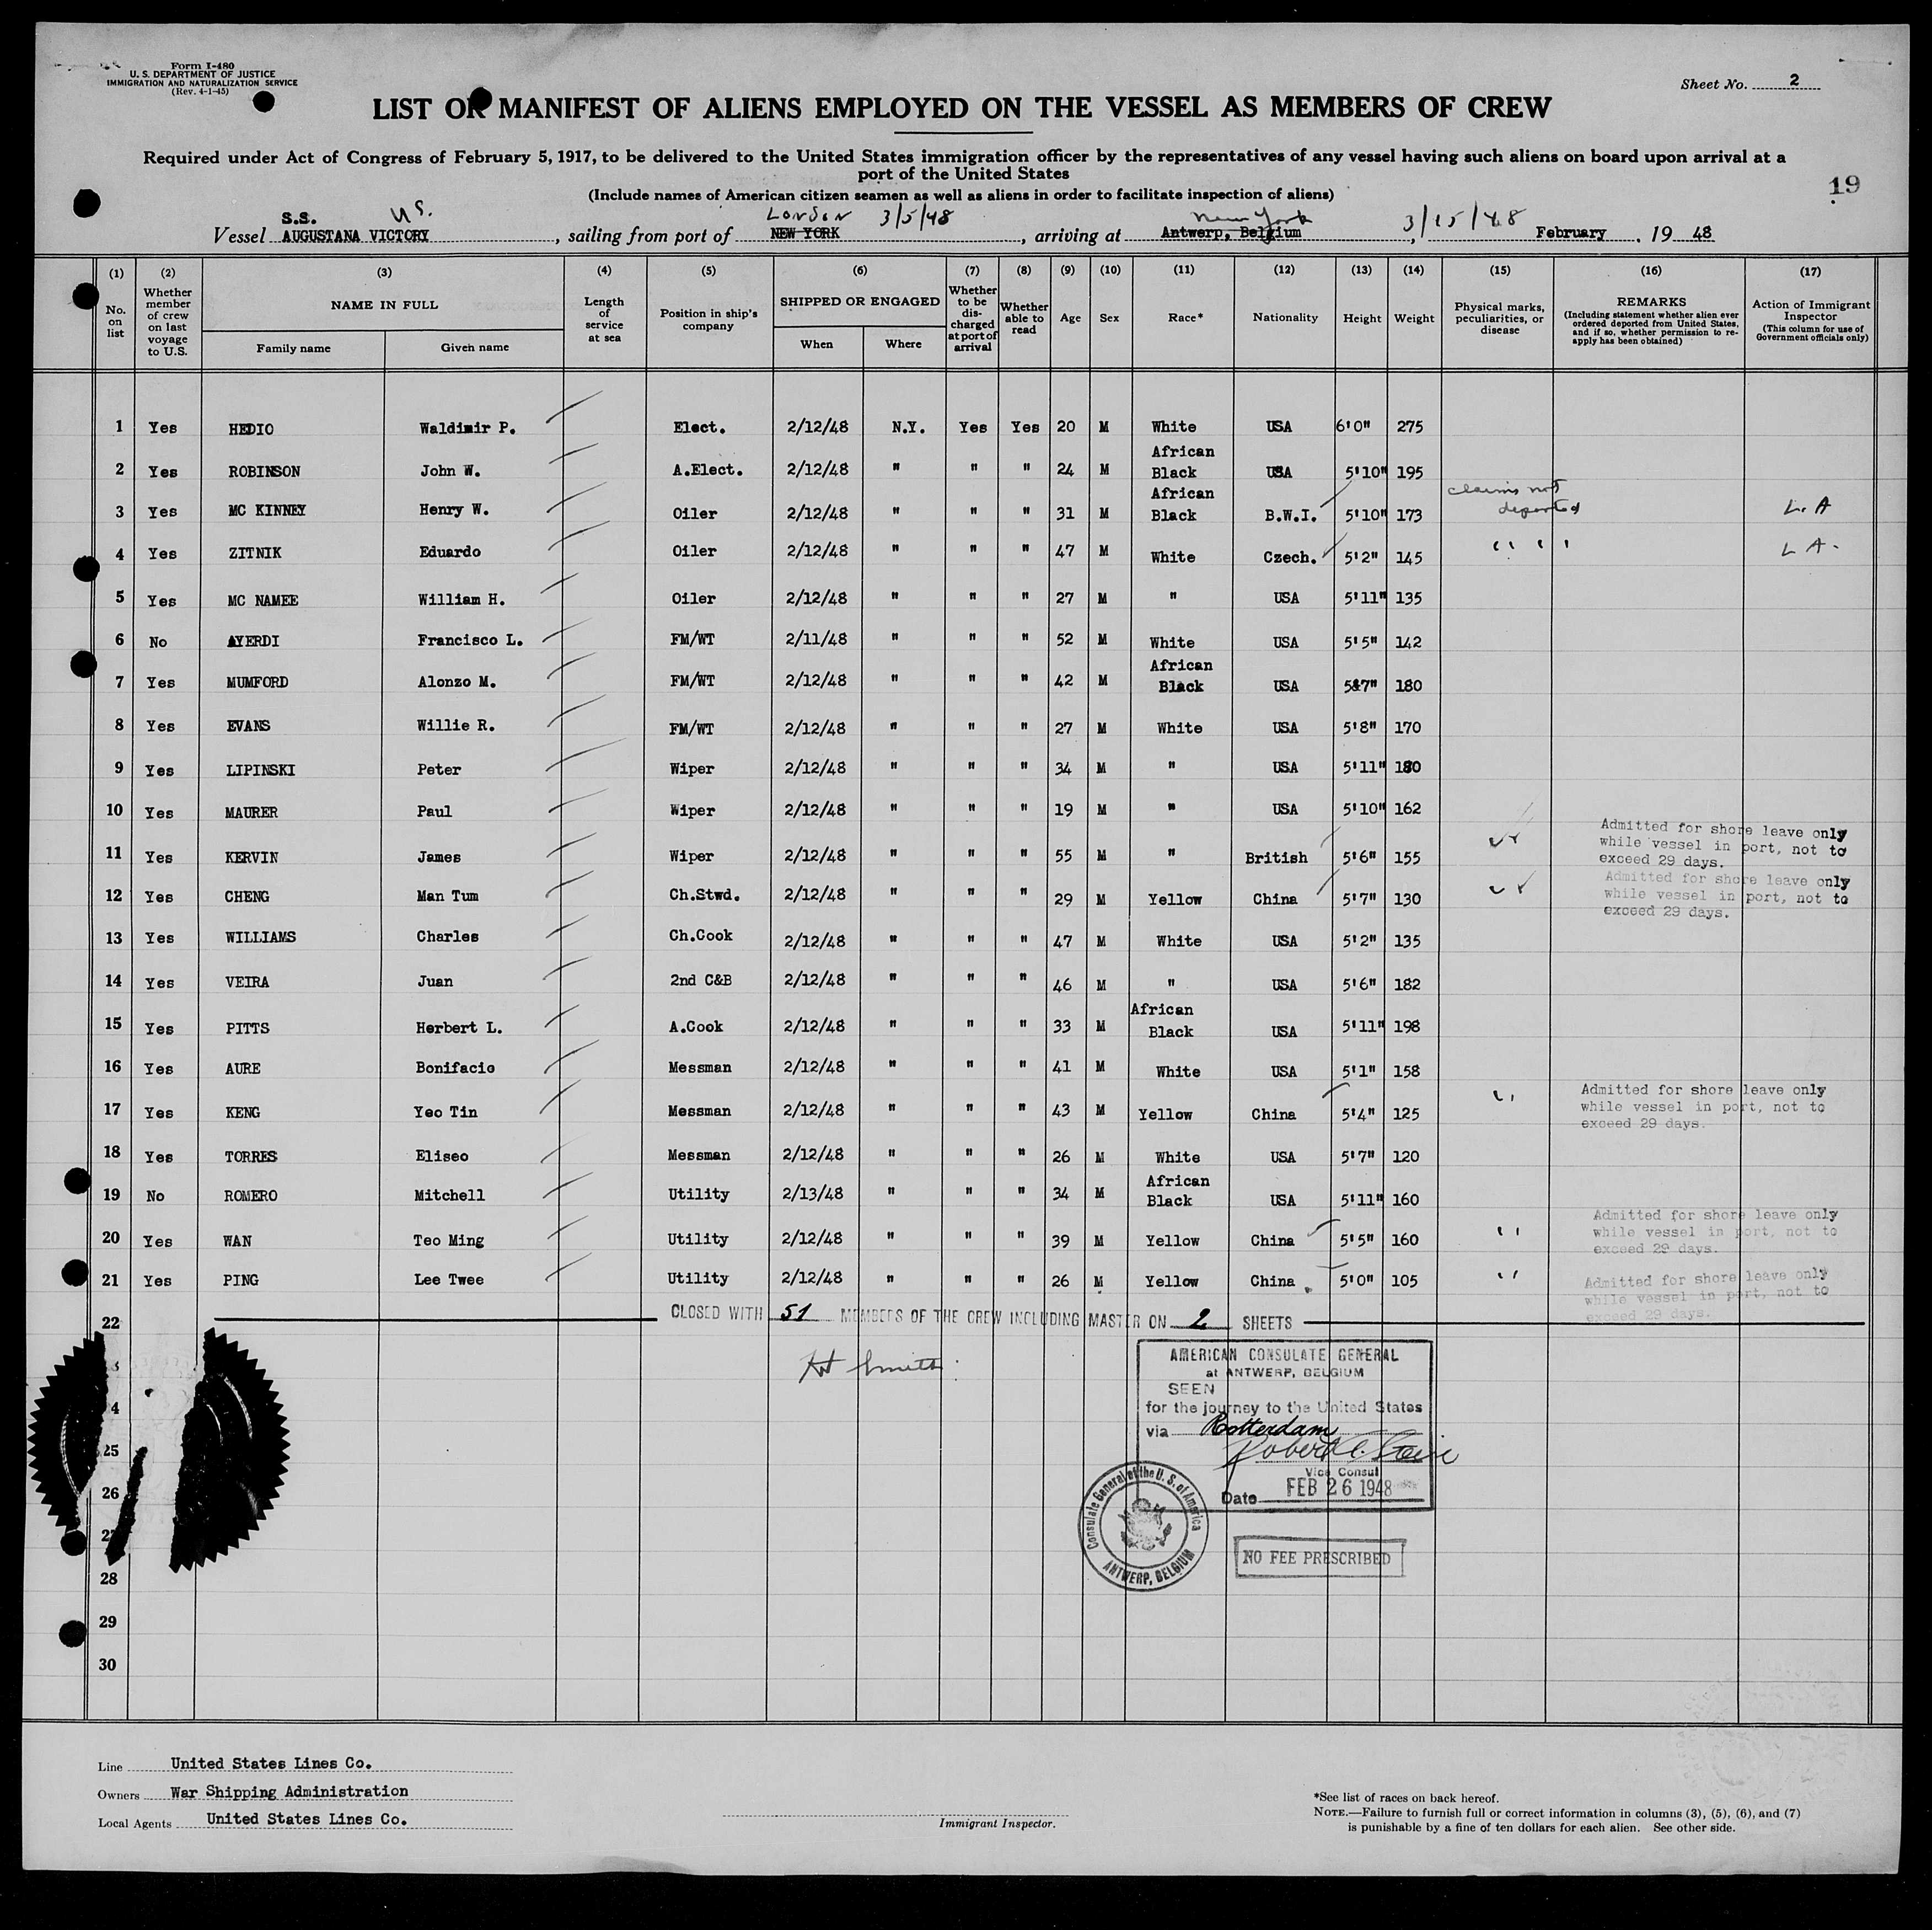 Form I-480
U. S. DEPARTMENT OF JUSTICE
IMMIGRATION AND NATURALIZATION SERVICE
(Rev. 4-1-45)
Sheet No. 2
LIST OR MANIFEST OF ALIENS EMPLOYED ON THE VESSEL AS MEMBERS OF CREW
Required under Act of Congress of February 5, 1917, to be delivered to the United States immigration officer by the representatives of any vessel having such aliens on board upon arrival at a
port of the United States
19
(Include names of American citizen seamen as well as aliens in order to facilitate inspection of aliens)
S.S. U.S. London 3/5/48 New York 3/15/48
Vessel AUGUSTANA VICTORY, sailing from port of NEW YORK, arriving at Antwerp, Belgium, February, 1948
(1) (2) (3) (4) (5) (6) (7) (8) (9) (10) (11) (12) (13) (14) (15) (16) (17)
No. on list
Whether member of crew on last voyage to U.S.
NAME IN FULL
Family name
Given name
Length of service at sea
Position in ship's company
SHIPPED OR ENGAGED
When
Where
Whether to be discharged at port of arrival
Whether able to read
Age
Sex
Race*
Nationality
Height
Weight
Physical marks, peculiarities, or disease
REMARKS
(Including statement whether alien ever ordered deported from United States, and if so, whether permission to re-apply has been obtained)
Action of Immigrant Inspector
(This column for use of Government officials only)
1 Yes HEDIO Waldimir P. Elect. 2/12/48 N.Y. Yes Yes 20 M White USA 6'0" 275
2 Yes ROBINSON John W. A.Elect. 2/12/48 " " " 24 M African Black USA 5'10" 195
3 Yes MC KINNEY Henry W. Oiler 2/12/48 " " " 31 M African Black B.W.I. 5'10" 173 claims not deported L.A
4 Yes ZITNIK Eduardo Oiler 2/12/48 " " " 47 M White Czech. 5'2" 145 " " L A.
5 Yes MC NAMEE William H. Oiler 2/12/48 " " " 27 M " USA 5'11" 135
6 No AYERDI Francisco L. FM/WT 2/11/48 " " " 52 M White USA 5'5" 142
7 Yes MUMFORD Alonzo M. FM/WT 2/12/48 " " " 42 M African Black USA 5&7" 180
8 Yes EVANS Willie R. FM/WT 2/12/48 " " " 27 M White USA 5'8" 170
9 Yes LIPINSKI Peter Wiper 2/12/48 " " " 34 M " USA 5'11" 180
10 Yes MAURER Paul Wiper 2/12/48 " " " 19 M " USA 5'10" 162
11 Yes KERVIN James Wiper 2/12/48 " " " 55 M " British 5'6" 155 Admitted for shore leave only while vessel in port, not to exceed 29 days.
12 Yes CHENG Man Tum Ch.Stwd. 2/12/48 " " " 29 M Yellow China 5'7" 130 Admitted for shore leave only while vessel in port, not to exceed 29 days.
13 Yes WILLIAMS Charles Ch.Cook 2/12/48 " " " 47 M White USA 5'2" 135
14 Yes VEIRA Juan 2nd C&B 2/12/48 " " " 46 M " USA 5'6" 182
15 Yes PITTS Herbert L. A.Cook 2/12/48 " " " 33 M African Black USA 5'11" 198
16 Yes AURE Bonifacio Messman 2/12/48 " " " 41 M White USA 5'1" 158
17 Yes KENG Yeo Tin Messman 2/12/48 " " " 43 M Yellow China 5'4" 125 " Admitted for shore leave only while vessel in port, not to exceed 29 days.
18 Yes TORRES Eliseo Messman 2/12/48 " " " 26 M White USA 5'7" 120
19 No ROMERO Mitchell Utility 2/13/48 " " " 34 M African Black USA 5'11" 160
20 Yes WAN Teo Ming Utility 2/12/48 " " " 39 M Yellow China 5'5" 160 " Admitted for shore leave only while vessel in port, not to exceed 29 days.
21 Yes PING Lee Twee Utility 2/12/48 " " " 26 M Yellow China 5'0" 105 " Admitted for shore leave only while vessel in port, not to exceed 29 days.
22 CLOSED WITH 51 MEMBERS OF THE CREW INCLUDING MASTER ON 2 SHEETS
3
4
25
26
2
28
29
30
Smith
AMERICAN CONSULATE GENERAL
at ANTWERP, BELGIUM
SEEN
for the journey to the United States
via Rotterdam
Robert
Vice Consul
Date FEB 26 1948
Consulate General of the U. S. of America
ANTWERP, BELGIUM
NO FEE PRESCRIBED
Line United States Lines Co.
Owners War Shipping Administration
Local Agents United States Lines Co.
Immigrant Inspector.
*See list of races on back hereof.
NOTE.—Failure to furnish full or correct information in columns (3), (5), (6), and (7)
is punishable by a fine of ten dollars for each alien. See other side.